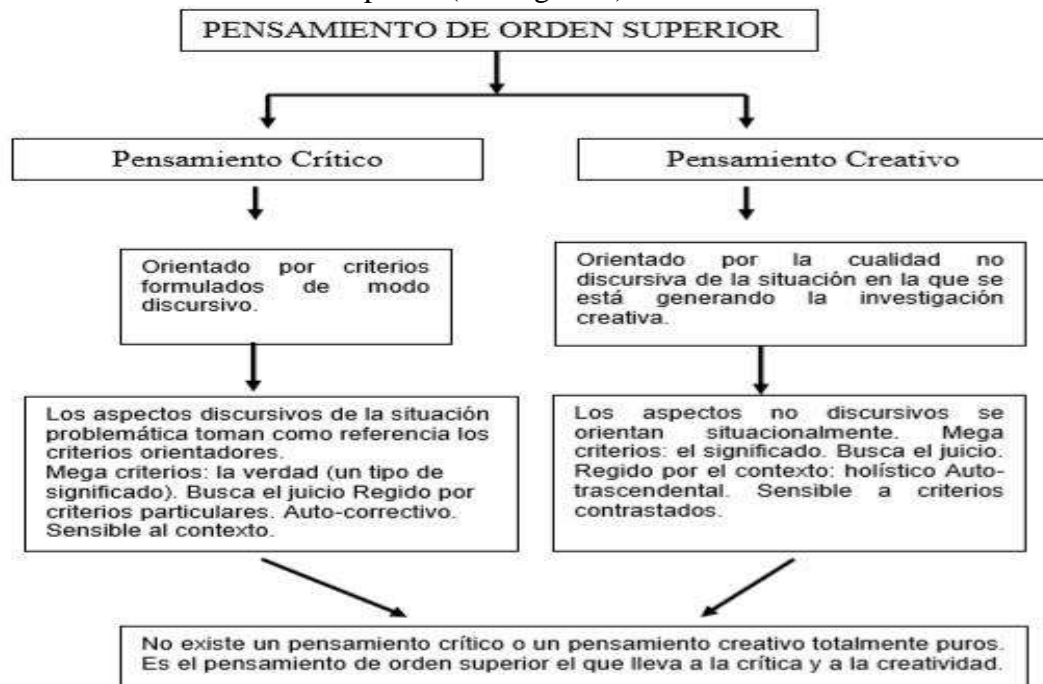 PENSAMIENTO DE ORDEN SUPERIOR
Pensamiento Crítico
Pensamiento Creativo
Orientado por criterios
formulados de modo
discursivo.
Orientado por la cualidad no
discursiva de la situación en la que se
está generando la investigación
creativa.
Los aspectos discursivos de la situación
problemática toman como referencia los
criterios orientadores.
Mega criterios: la verdad (un tipo de
significado). Busca el juicio Regido por
criterios particulares. Auto-correctivo.
Sensible al contexto.
Los aspectos no discursivos se
orientan situacionalmente. Mega
criterios: el significado. Busca el juicio.
Regido por el contexto: holístico Auto-
trascendental. Sensible a criterios
contrastados.
No existe un pensamiento crítico o un pensamiento creativo totalmente puros.
Es el pensamiento de orden superior el que lleva a la crítica y a la creatividad.